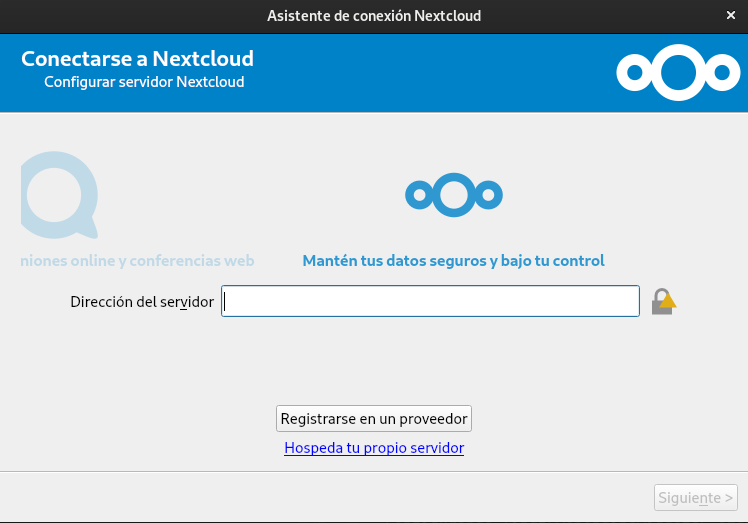 Asistente de conexión Nextcloud
Conectarse a Nextcloud
Configurar servidor Nextcloud
niones online y conferencias web
Mantén tus datos seguros y bajo tu control
Dirección del servidor
Registrarse en un proveedor
Hospeda tu propio servidor
Siguiente >